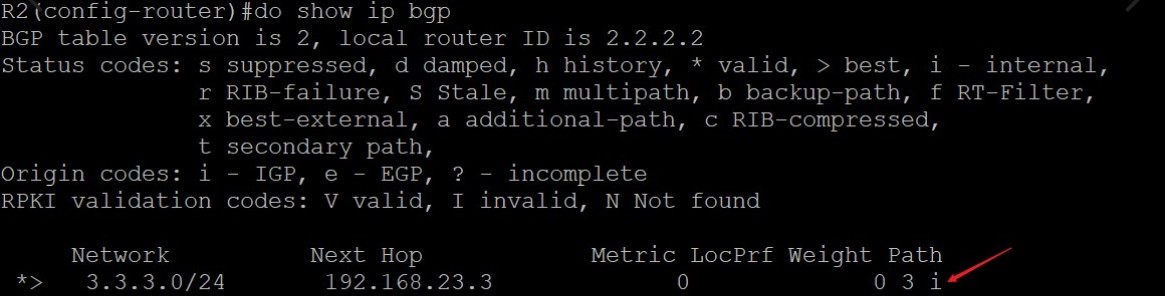 R2(config-router)#do show ip bgp
BGP table version is 2, local router ID is 2.2.2.2
Status codes: s suppressed, d damped, h history, * valid, > best, i - internal,
              r RIB-failure, S Stale, m multipath, b backup-path, f RT-Filter,
              x best-external, a additional-path, c RIB-compressed,
              t secondary path,
Origin codes: i - IGP, e - EGP, ? - incomplete
RPKI validation codes: V valid, I invalid, N Not found
     Network          Next Hop            Metric LocPrf Weight Path
 *>   3.3.3.0/24       192.168.23.3             0             0 3 i